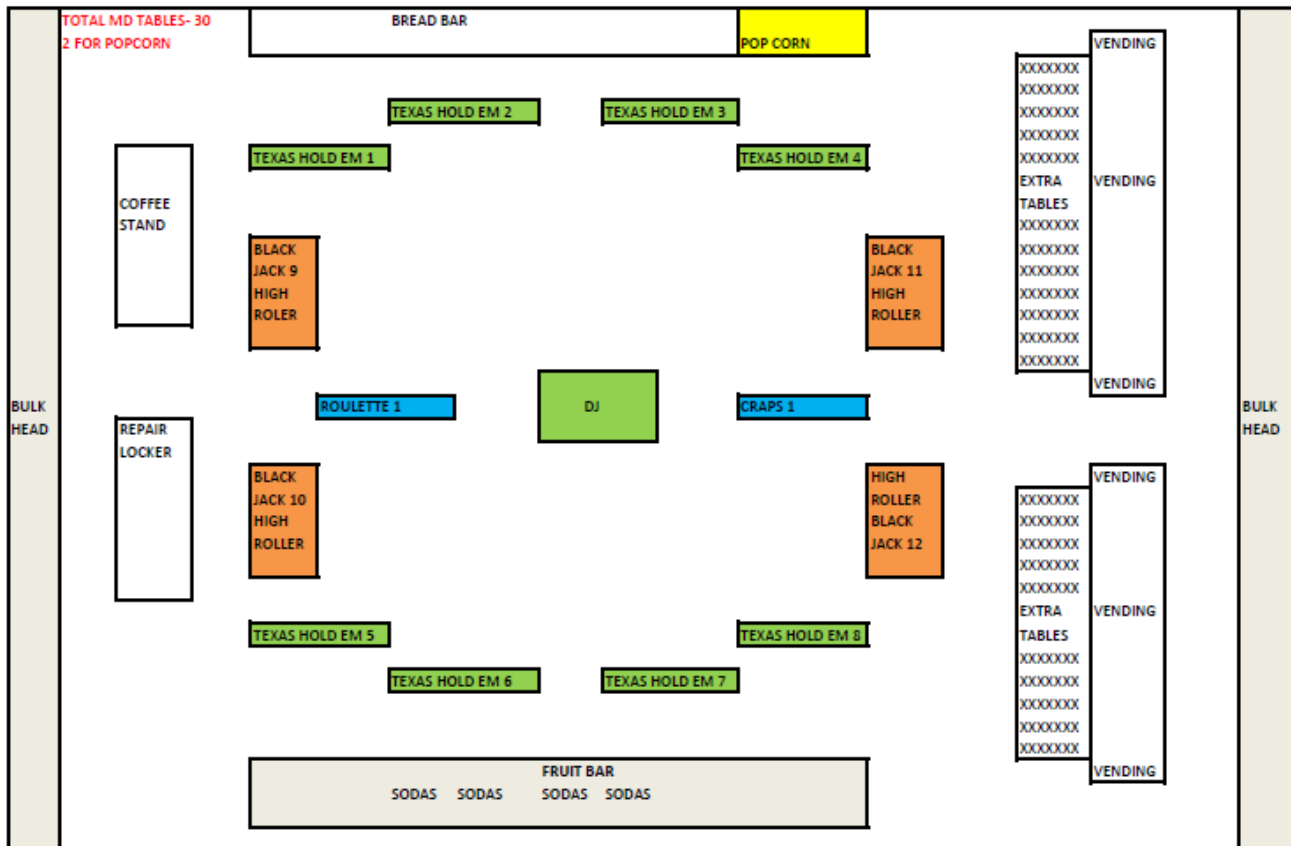 TOTAL MD TABLES- 30
2 FOR POPCORN
BREAD BAR
POP CORN
VENDING
TEXAS HOLD EM 2
TEXAS HOLD EM 3
TEXAS HOLD EM 1
TEXAS HOLD EM 4
COFFEE
STAND
XXXXXXX
XXXXXXX
XXXXXXX
XXXXXXX
XXXXXXX
EXTRA
TABLES
XXXXXXX
XXXXXXX
XXXXXXX
XXXXXXX
XXXXXXX
XXXXXXX
XXXXXXX
VENDING
VENDING
BLACK
JACK 9
HIGH
ROLER
BLACK
JACK 11
HIGH
ROLLER
BULK
HEAD
REPAIR
LOCKER
ROULETTE 1
DJ
CRAPS 1
BULK
HEAD
BLACK
JACK 10
HIGH
ROLLER
HIGH
ROLLER
BLACK
JACK 12
VENDING
XXXXXXX
XXXXXXX
XXXXXXX
XXXXXXX
XXXXXXX
EXTRA
TABLES
XXXXXXX
XXXXXXX
XXXXXXX
XXXXXXX
XXXXXXX
VENDING
VENDING
TEXAS HOLD EM 5
TEXAS HOLD EM 8
TEXAS HOLD EM 6
TEXAS HOLD EM 7
FRUIT BAR
SODAS SODAS SODAS SODAS